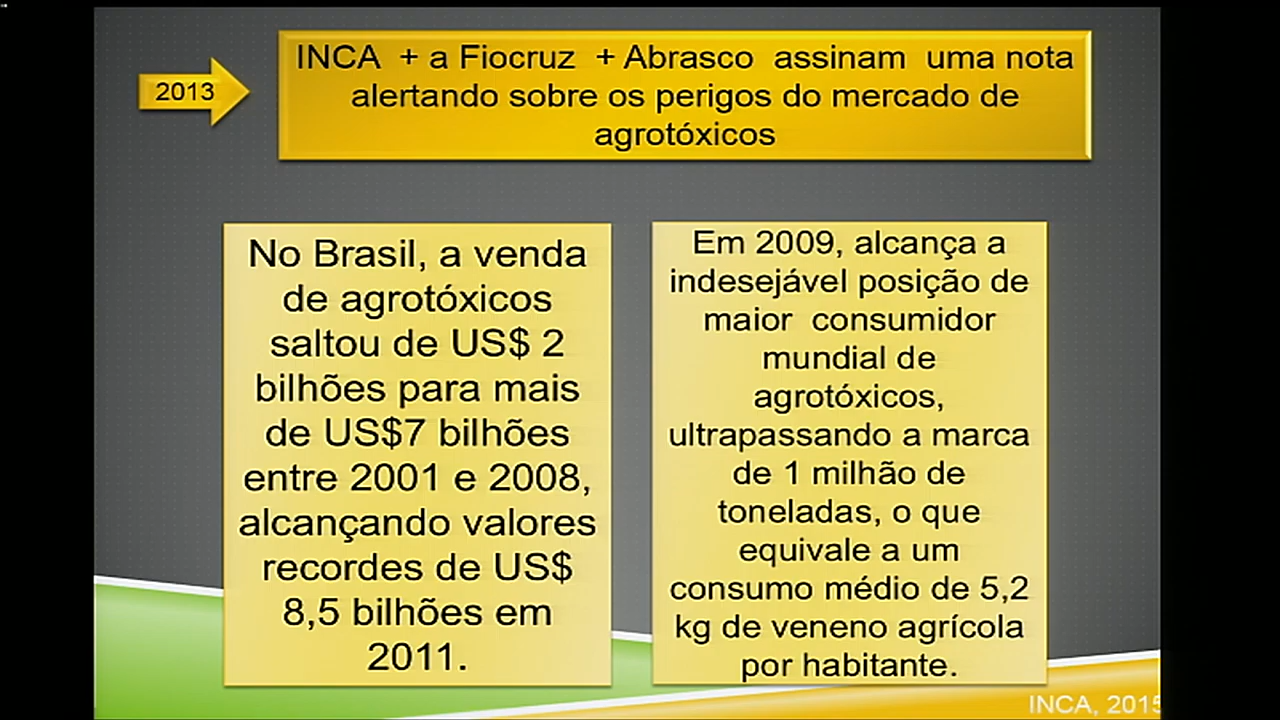 2013
INCA + a Fiocruz + Abrasco assinam uma nota
alertando sobre os perigos do mercado de
agrotóxicos
No Brasil, a venda
de agrotóxicos
saltou de US$ 2
bilhões para mais
de US$7 bilhões
entre 2001 e 2008,
alcançando valores
recordes de US$
8,5 bilhões em
2011.
Em 2009, alcança a
indesejável posição de
maior consumidor
mundial de
agrotóxicos,
ultrapassando a marca
de 1 milhão de
toneladas, o que
equivale a um
consumo médio de 5,2
kg de veneno agrícola
por habitante.
INCA, 2015